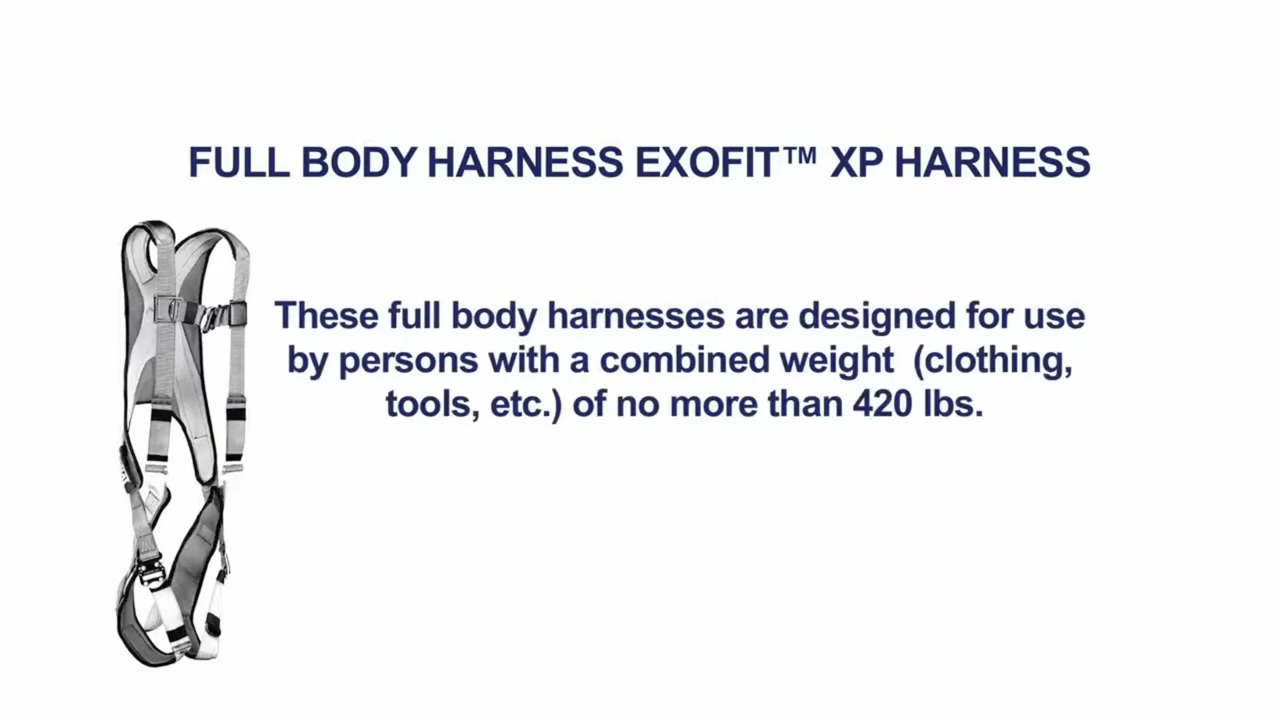 FULL BODY HARNESS EXOFIT™ XP HARNESS
These full body harnesses are designed for use
by persons with a combined weight (clothing,
tools, etc.) of no more than 420 lbs.